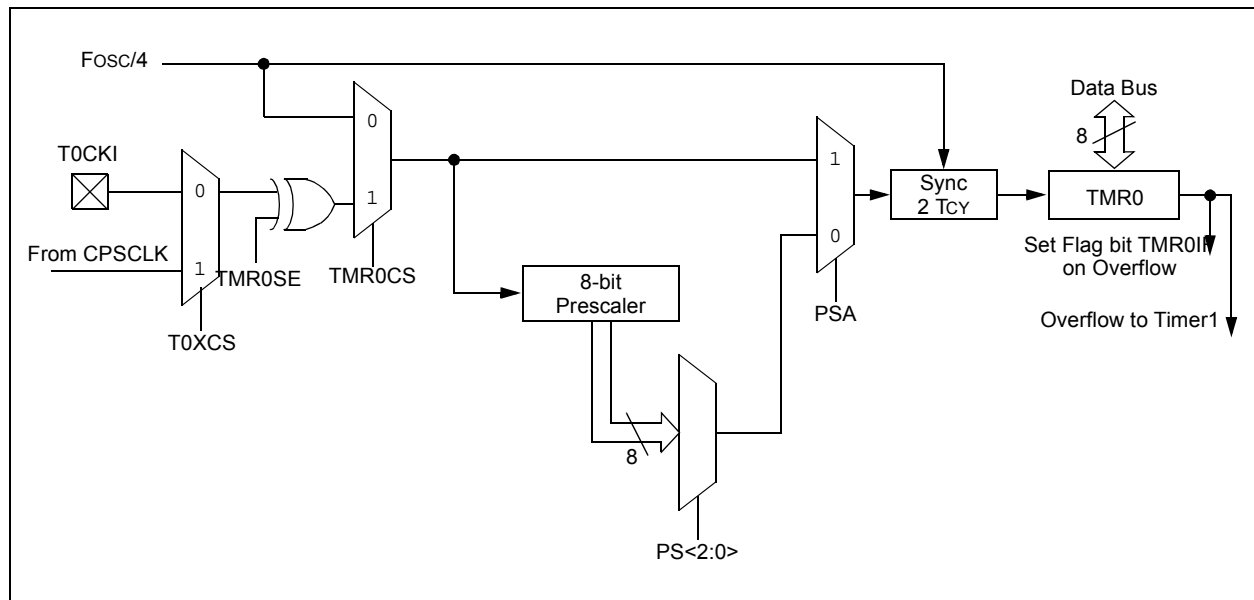 FOSC/4
Data Bus
8
T0CKI
0
1
0
1
0
1
Sync
2 TCY
TMR0
From CPSCLK
TMR0SE
TMR0CS
T0XCS
8-bit
Prescaler
PSA
Set Flag bit TMR0IF
on Overflow
Overflow to Timer1
8
PS<2:0>